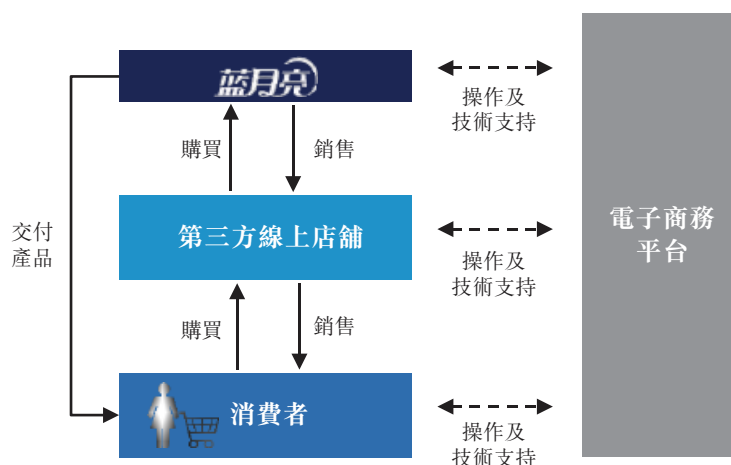 蓝月亮
操作及
技術支持
購買
銷售
第三方線上店舖
操作及
技術支持
交付
產品
電子商務
平台
購買
銷售
消費者
操作及
技術支持